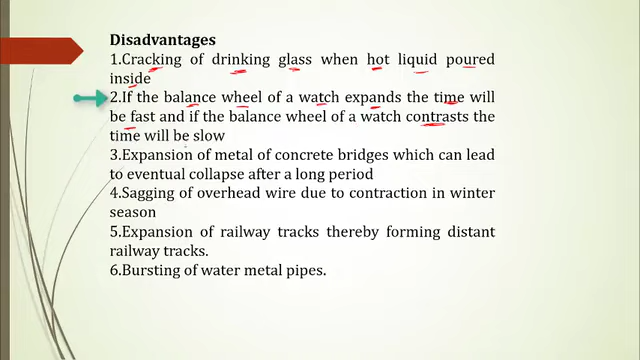 Disadvantages
1.Cracking of drinking glass when hot liquid poured
inside
2.If the balance wheel of a watch expands the time will
be fast and if the balance wheel of a watch contrasts the
time will be slow
3.Expansion of metal of concrete bridges which can lead
to eventual collapse after a long period
4.Sagging of overhead wire due to contraction in winter
season
5.Expansion of railway tracks thereby forming distant
railway tracks.
6.Bursting of water metal pipes.